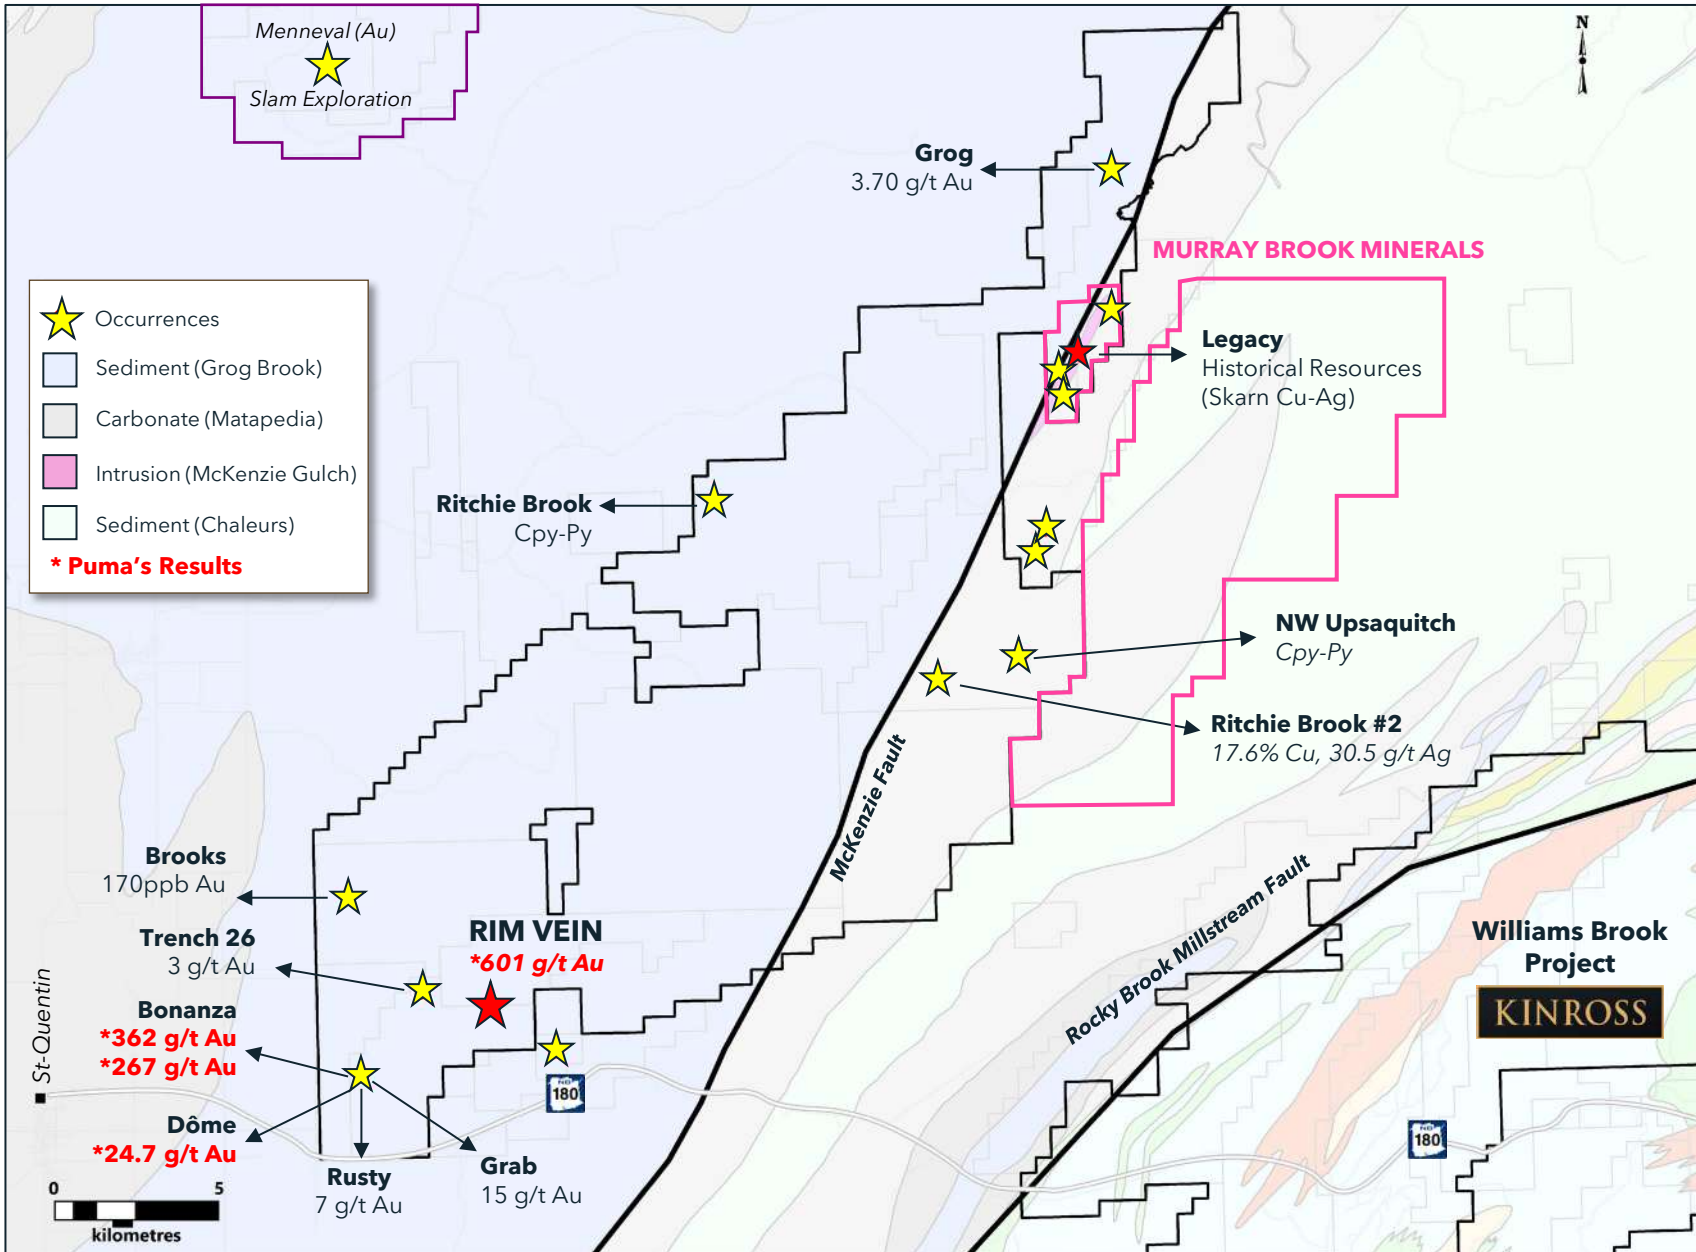 Menneval (Au)
Slam Exploration
N
Grog
3.70 g/t Au
MURRAY BROOK MINERALS
Occurrences
Sediment (Grog Brook)
Carbonate (Matapedia)
Intrusion (McKenzie Gulch)
Sediment (Chaleurs)
* Puma's Results
Legacy
Historical Resources
(Skarn Cu-Ag)
Ritchie Brook
Cpy-Py
NW Upsaquitch
Cpy-Py
Ritchie Brook #2
17.6% Cu, 30.5 g/t Ag
McKenzie Fault
Brooks
170ppb Au
Trench 26
3 g/t Au
RIM VEIN
*601 g/t Au
Bonanza
*362 g/t Au
*267 g/t Au
Dôme
*24.7 g/t Au
Rusty
7 g/t Au
Grab
15 g/t Au
St-Quentin
NB
180
Rocky Brook Millstream Fault
Williams Brook
Project
KINROSS
NB
180
0 5
kilometres